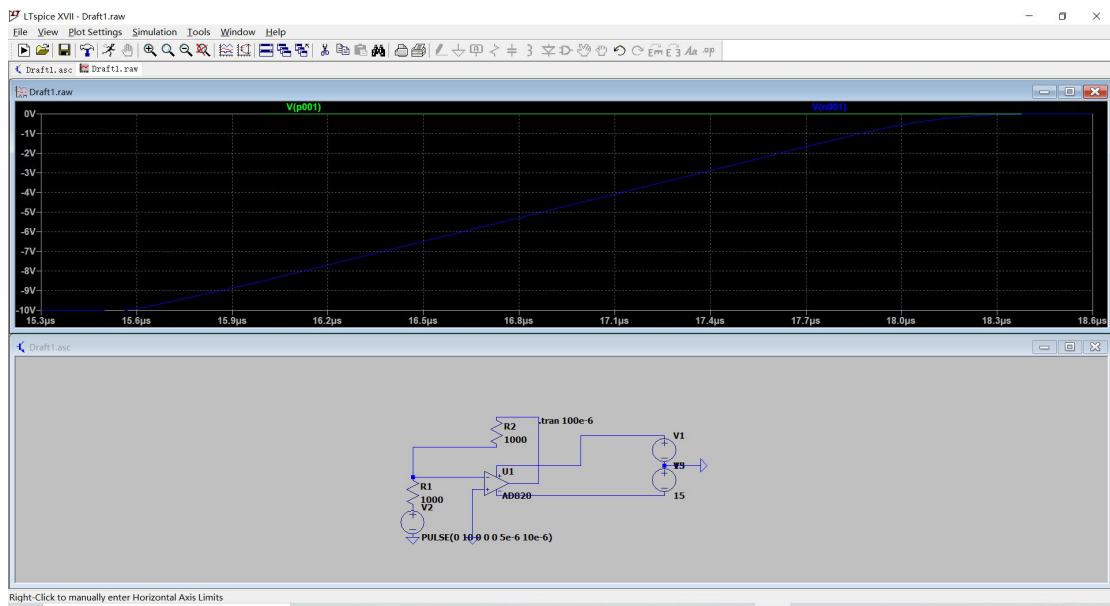 LTspice XVII - Draft1.raw
File View Plot Settings Simulation Tools Window Help
Draft1.asc Draft1.raw
Draft1.raw
V(p001) V(n001)
0V
-1V
-2V
-3V
-4V
-5V
-6V
-7V
-8V
-9V
-10V
15.3µs 15.6µs 15.9µs 16.2µs 16.5µs 16.8µs 17.1µs 17.4µs 17.7µs 18.0µs 18.3µs 18.6µs
Draft1.asc
R2
1000
.tran 100e-6
V1
U1
AD820
15
R1
1000
V2
PULSE(0 10 0 0 0 5e-6 10e-6)
Right-Click to manually enter Horizontal Axis Limits